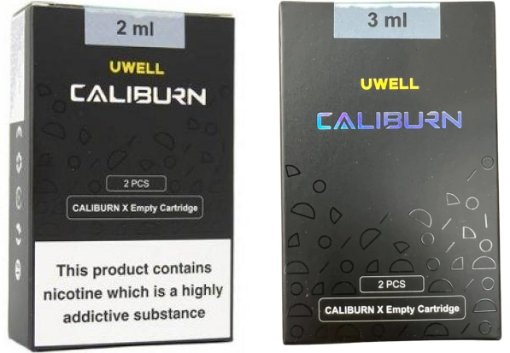 2 ml
UWELL
CALIBURN
2 PCS
CALIBURN X Empty Cartridge
This product contains
nicotine which is a highly
addictive substance
3 ml
UWELL
CALIBURN
2 PCS
CALIBURN X Empty Cartridge